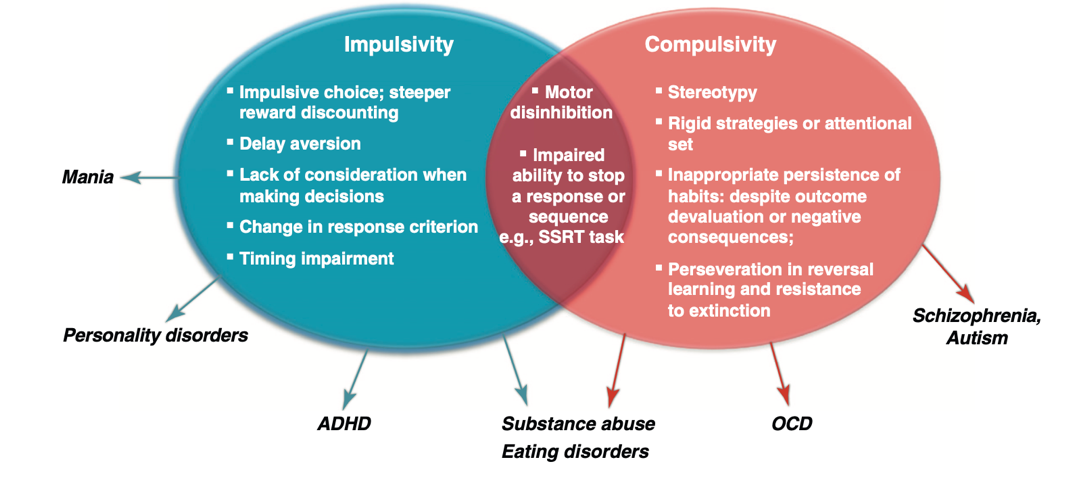 Impulsivity
▪ Impulsive choice; steeper
reward discounting
▪ Delay aversion
▪ Lack of consideration when
making decisions
▪ Change in response criterion
▪ Timing impairment
▪ Motor
disinhibition
▪ Impaired
ability to stop
a response or
sequence
e.g., SSRT task
Compulsivity
▪ Stereotypy
▪ Rigid strategies or attentional
set
▪ Inappropriate persistence of
habits: despite outcome
devaluation or negative
consequences;
▪ Perseveration in reversal
learning and resistance
to extinction
Mania
Personality disorders
ADHD
Substance abuse
Eating disorders
OCD
Schizophrenia,
Autism